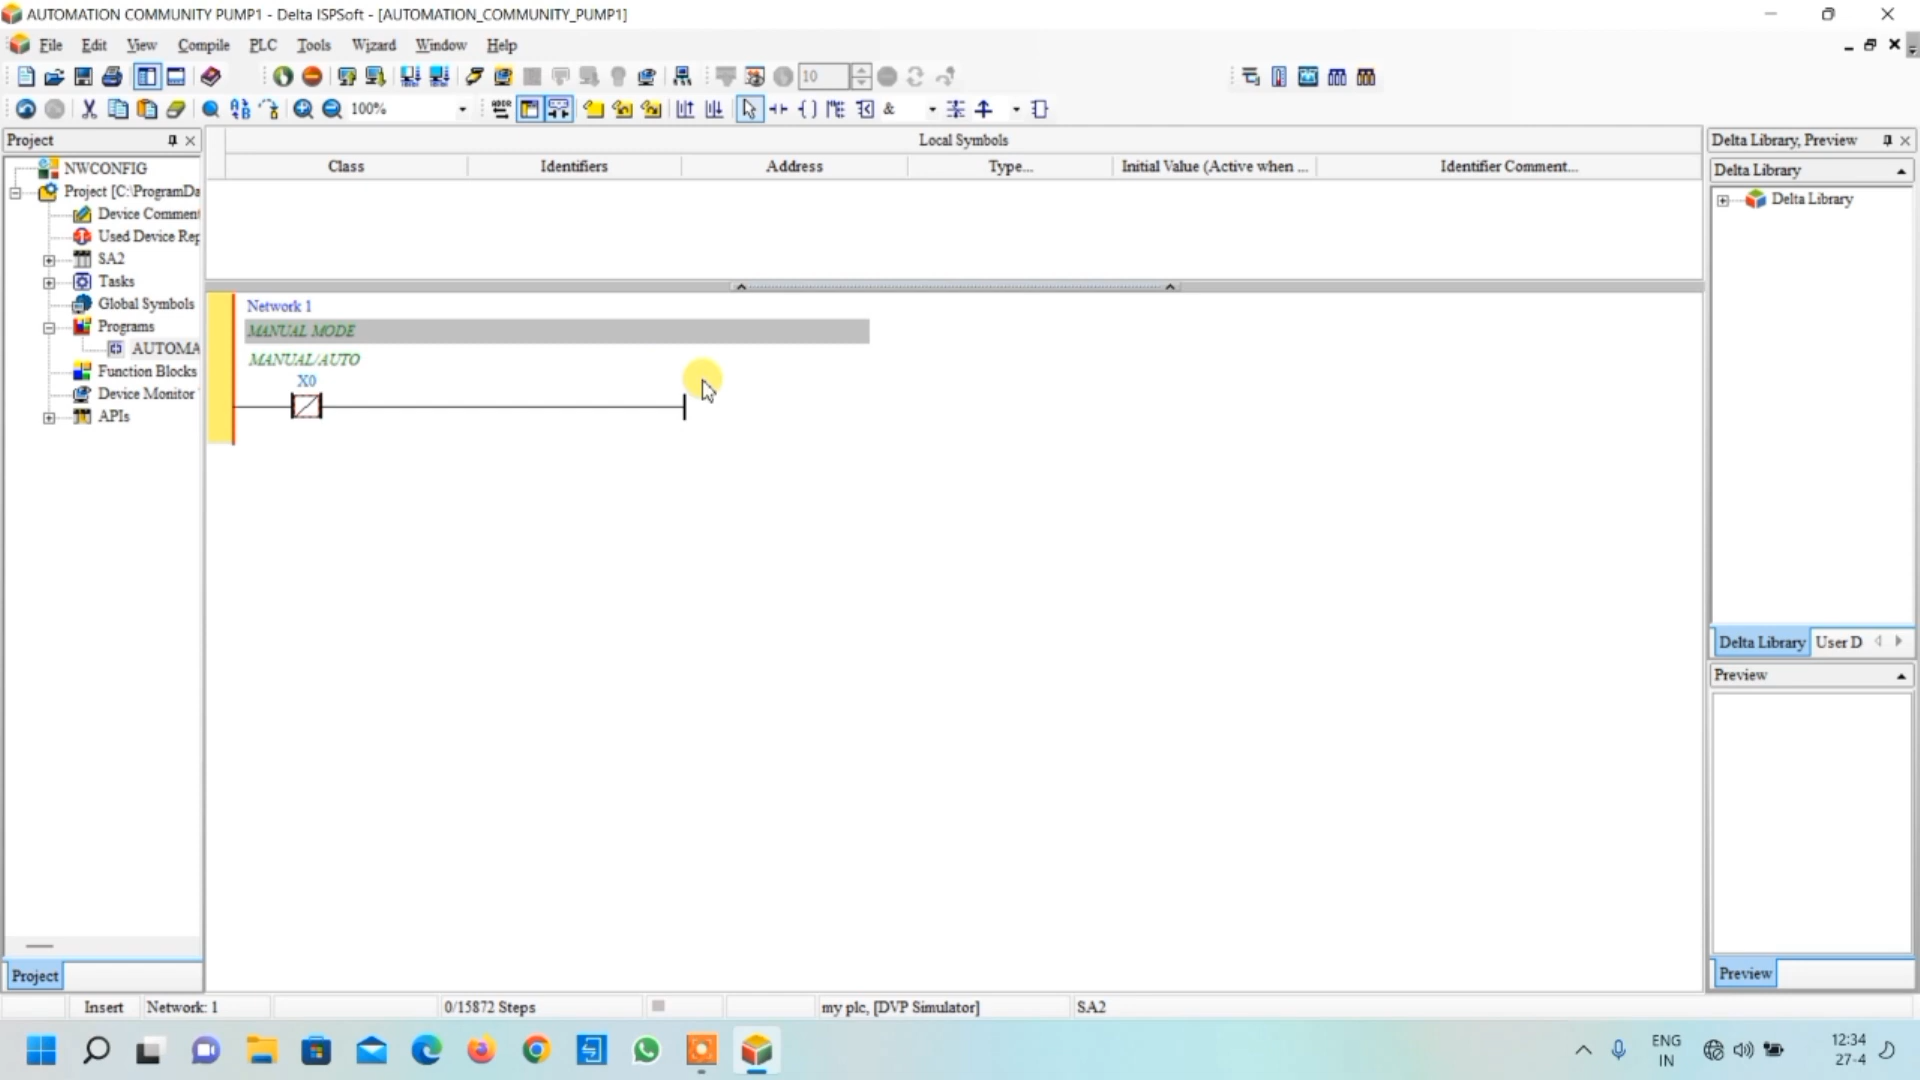 AUTOMATION COMMUNITY PUMP1 - Delta ISPSoft - [AUTOMATION_COMMUNITY_PUMP1]
File Edit View Compile PLC Tools Wizard Window Help
10
100% &
Project
NWCONFIG
Project [C:\ProgramDa
Device Commen
Used Device Rep
SA2
Tasks
Global Symbols
Programs
AUTOMA
Function Blocks
Device Monitor
APIs
Project
Local Symbols
Class Identifiers Address Type... Initial Value (Active when ... Identifier Comment...
Network 1
MANUAL MODE
MANUAL/AUTO
X0
Delta Library, Preview
Delta Library
Delta Library
Delta Library User D
Preview
Preview
Insert Network: 1 0/15872 Steps my plc, [DVP Simulator] SA2
ENG
IN
12:34
27-4